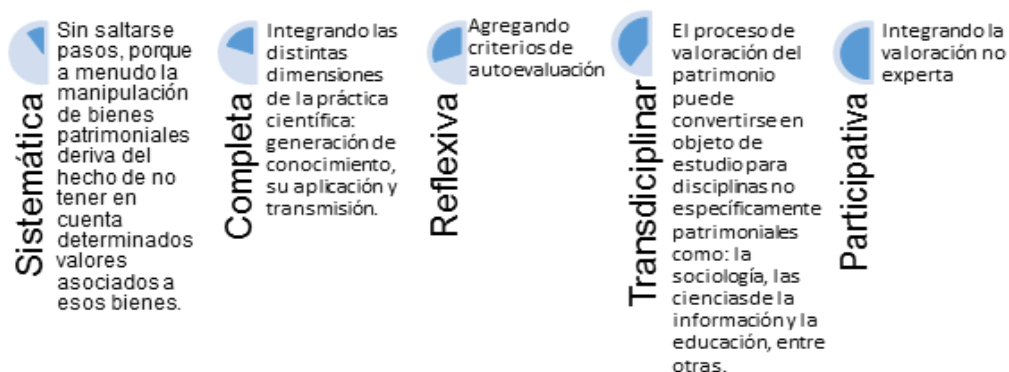 Sistemática
Sin saltarse
pasos, porque
a menudo la
manipulación
de bienes
patrimoniales
deriva del
hecho de no
tener en
cuenta
determinados
valores
asociados a
esos bienes.
Completa
Integrando las
distintas
dimensiones
de la práctica
científica:
generación de
conocimiento,
su aplicación y
transmisión.
Reflexiva
Agregando
criterios de
autoevaluación
Transdiciplinar
El proceso de
valoración del
patrimonio
puede
convertirse en
objeto de
estudio para
disciplinas no
específicamente
patrimoniales
como: la
sociología, las
ciencias de la
información y la
educación, entre
otras.
Participativa
Integrando la
valoración no
experta